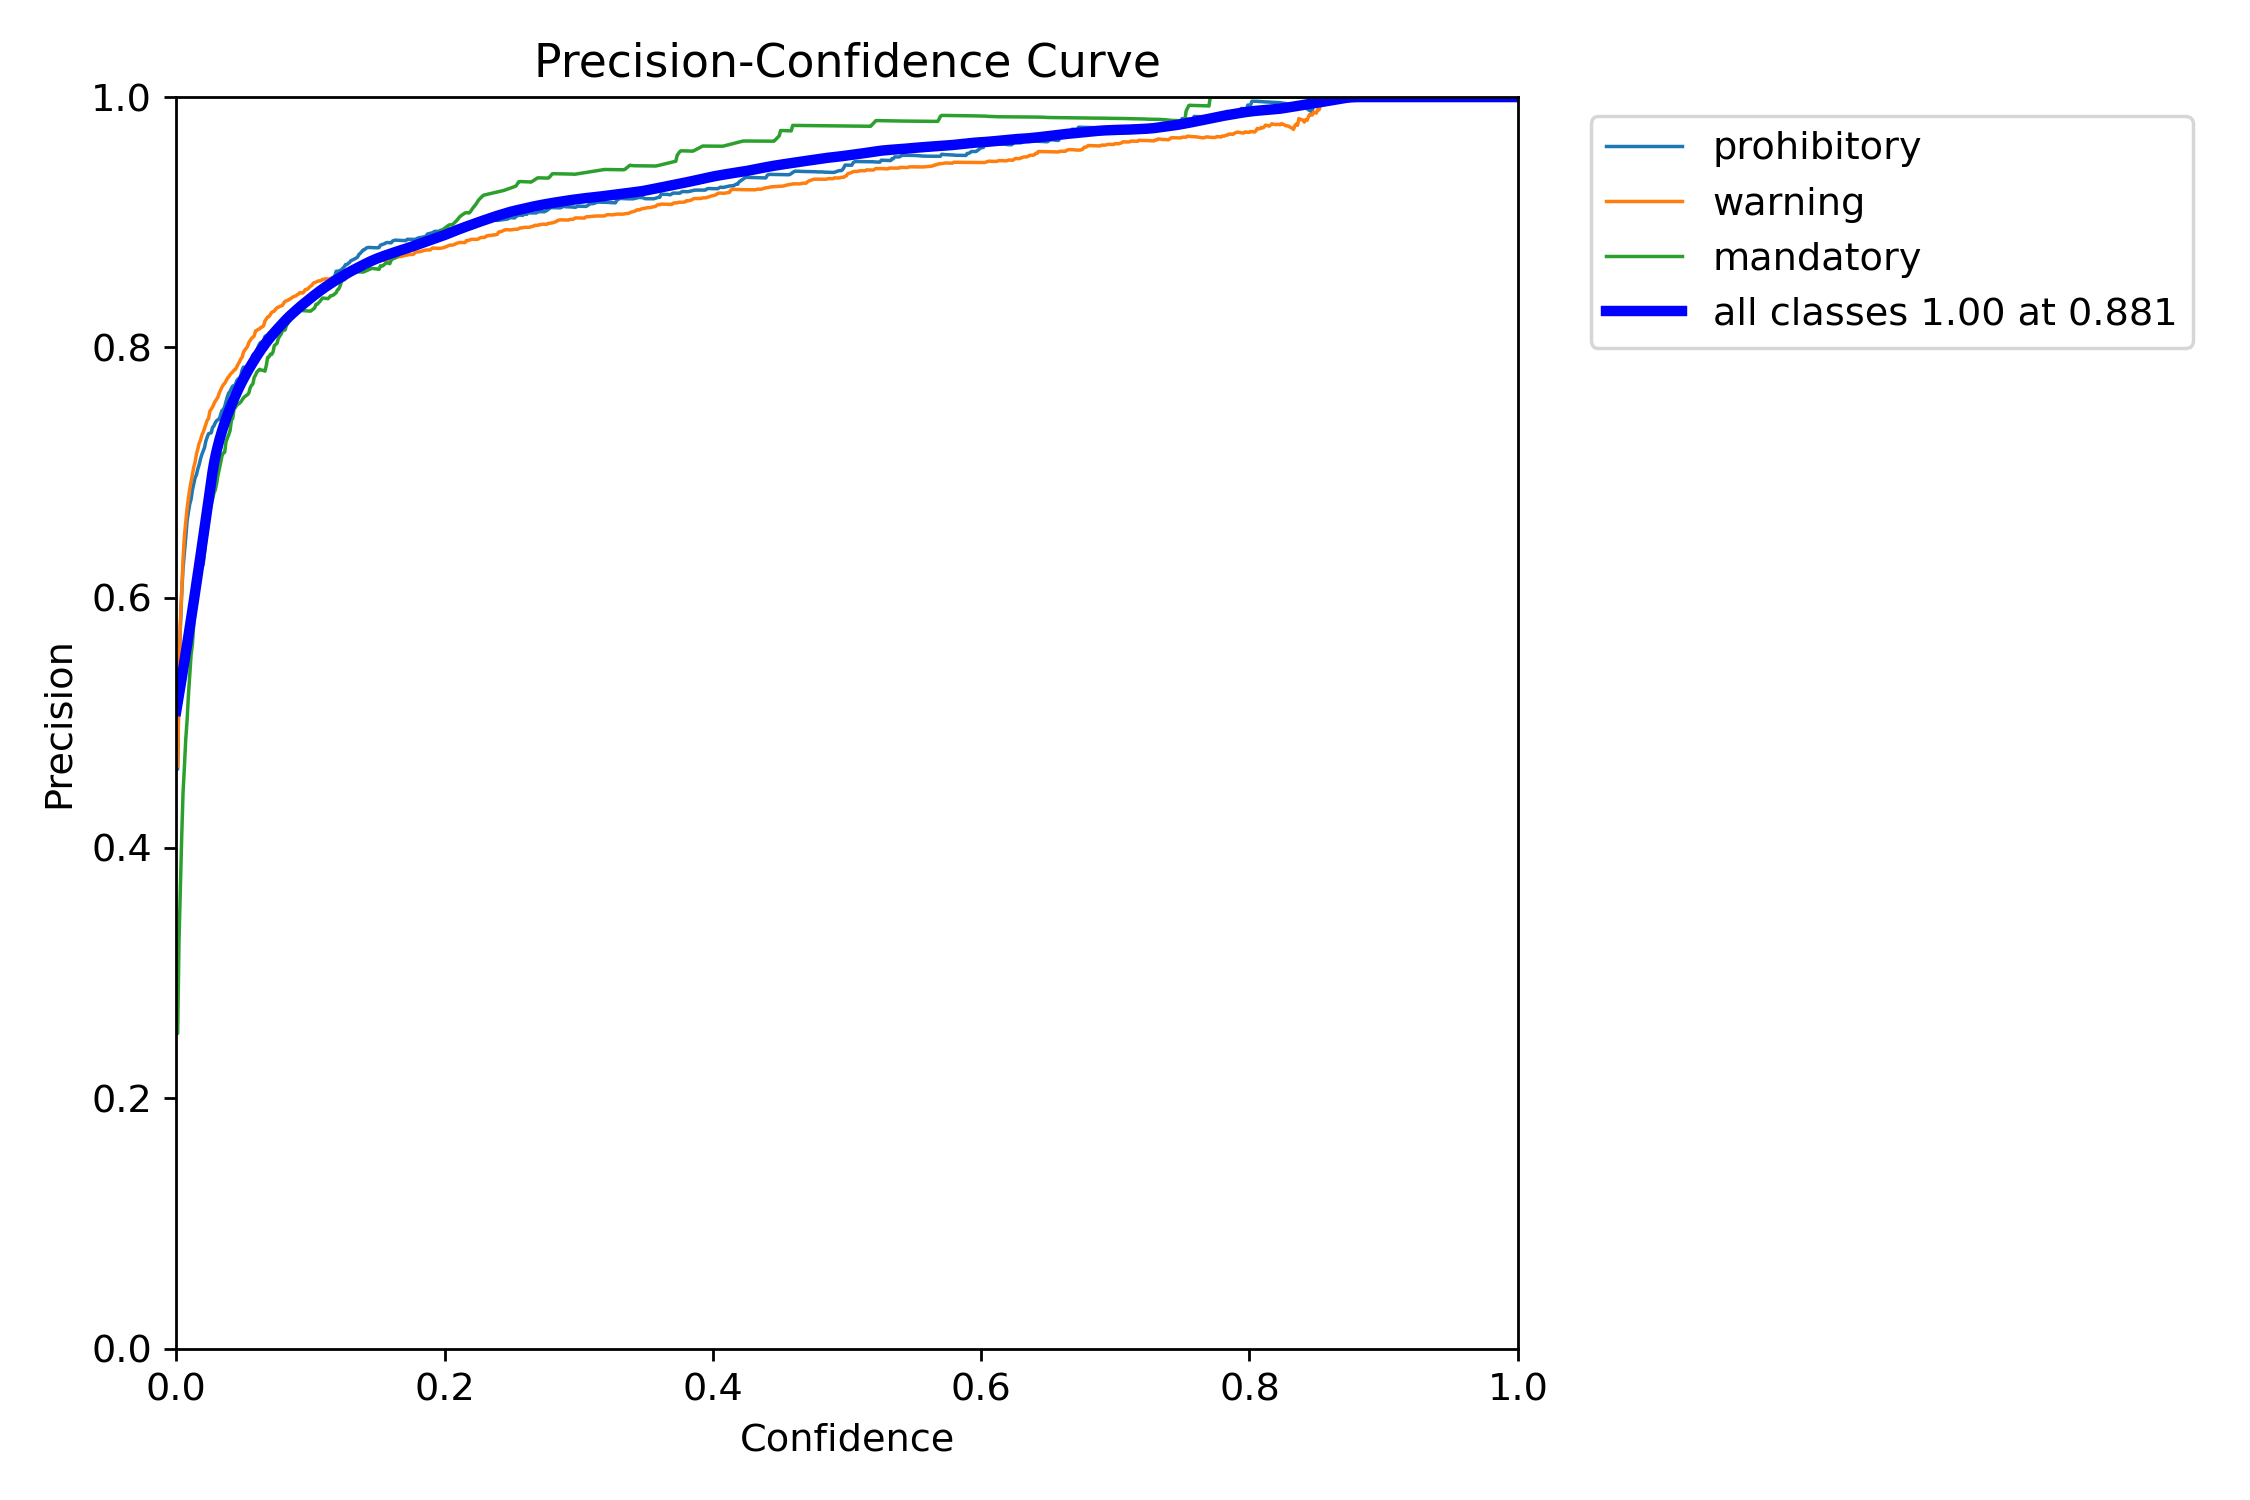 Precision-Confidence Curve
1.0
0.8
0.6
0.4
0.2
0.0
Precision
0.0 0.2 0.4 0.6 0.8 1.0
Confidence
prohibitory
warning
mandatory
all classes 1.00 at 0.881